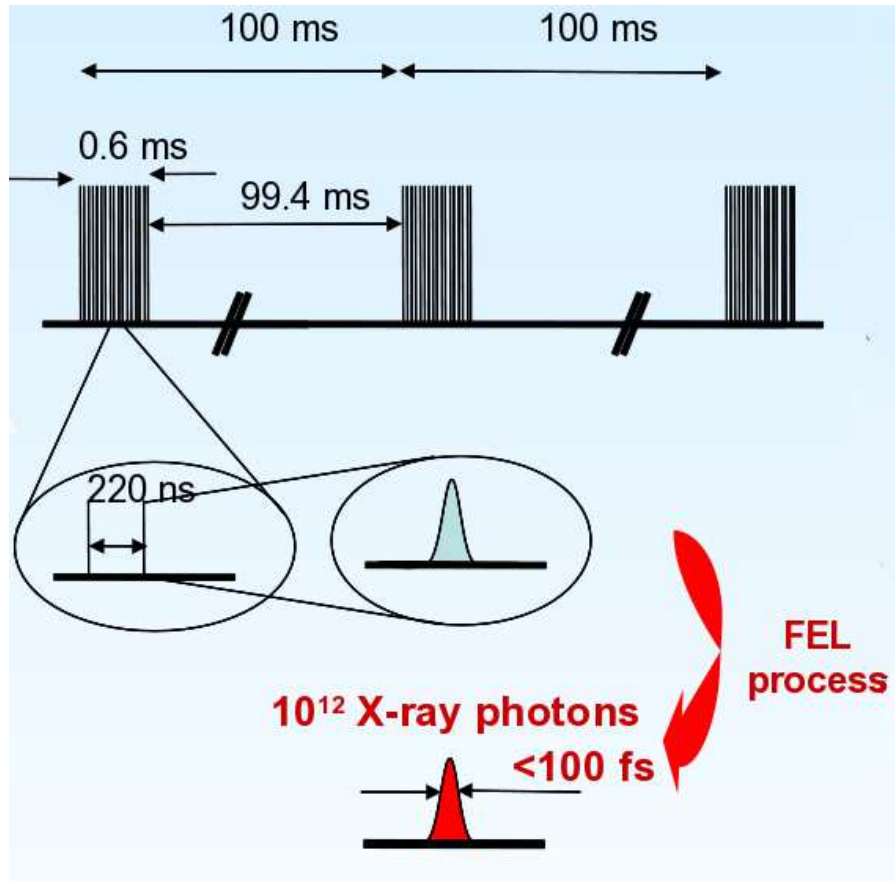 100 ms 100 ms
0.6 ms
99.4 ms
220 ns
FEL
process
10¹² X-ray photons
<100 fs